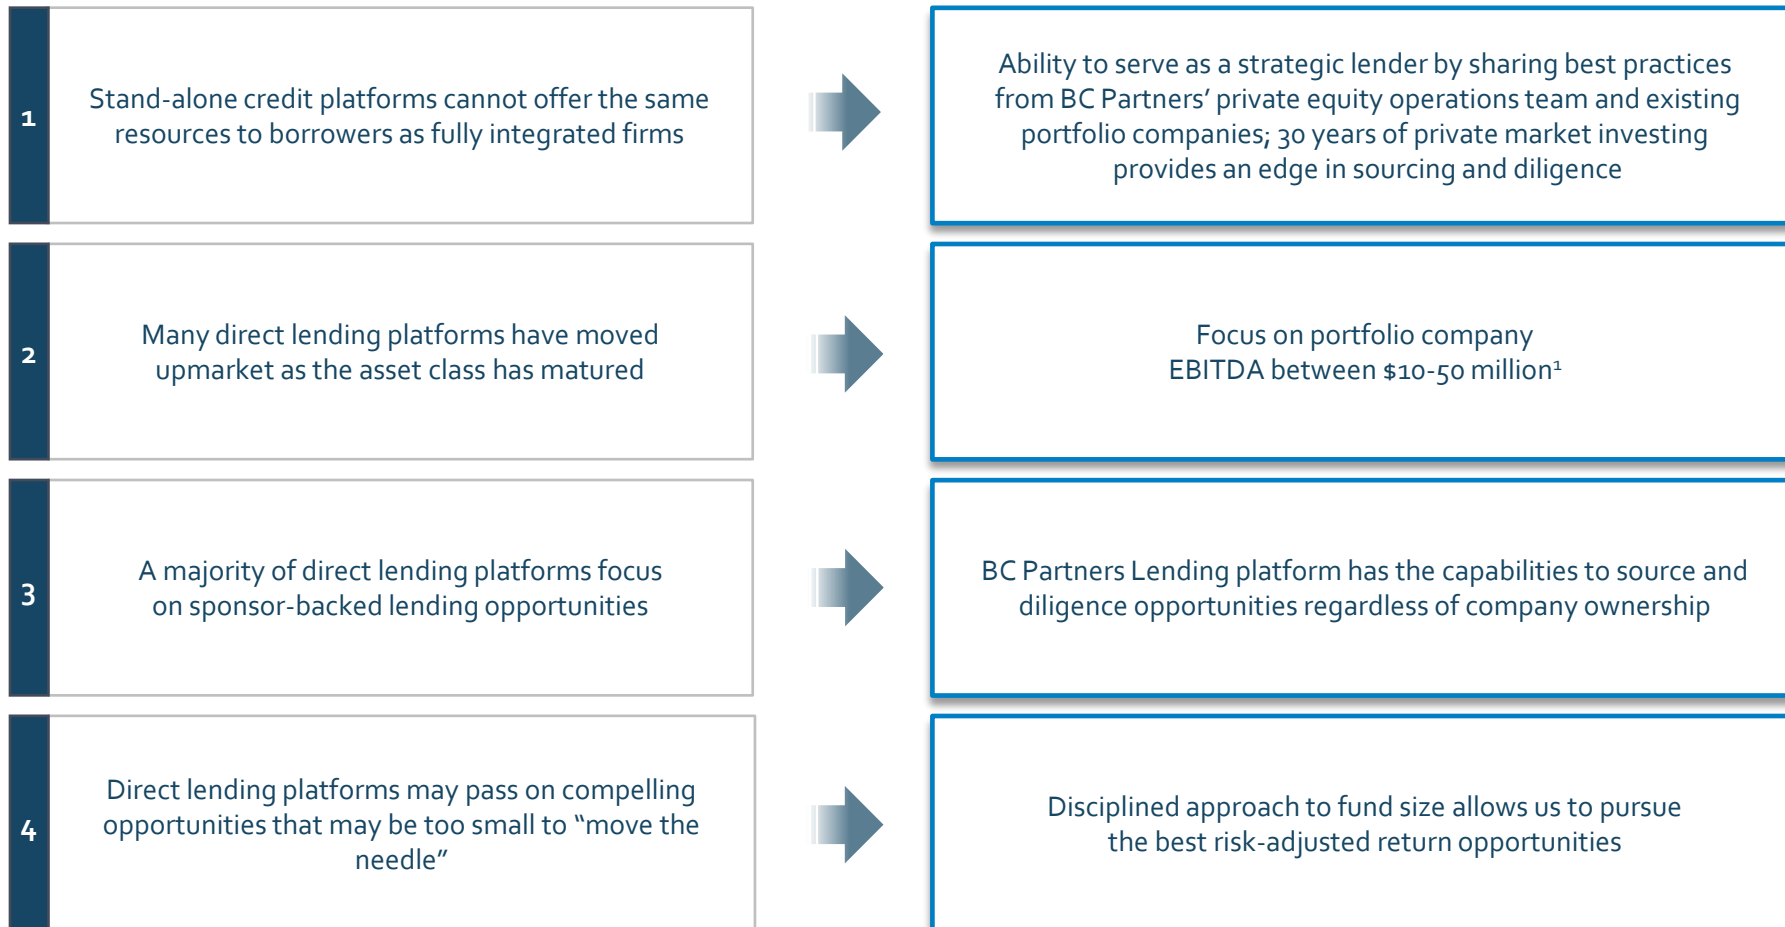 1
Stand-alone credit platforms cannot offer the same
resources to borrowers as fully integrated firms
Ability to serve as a strategic lender by sharing best practices
from BC Partners’ private equity operations team and existing
portfolio companies; 30 years of private market investing
provides an edge in sourcing and diligence
2
Many direct lending platforms have moved
upmarket as the asset class has matured
Focus on portfolio company
EBITDA between $10-50 million¹
3
A majority of direct lending platforms focus
on sponsor-backed lending opportunities
BC Partners Lending platform has the capabilities to source and
diligence opportunities regardless of company ownership
4
Direct lending platforms may pass on compelling
opportunities that may be too small to “move the
needle”
Disciplined approach to fund size allows us to pursue
the best risk-adjusted return opportunities